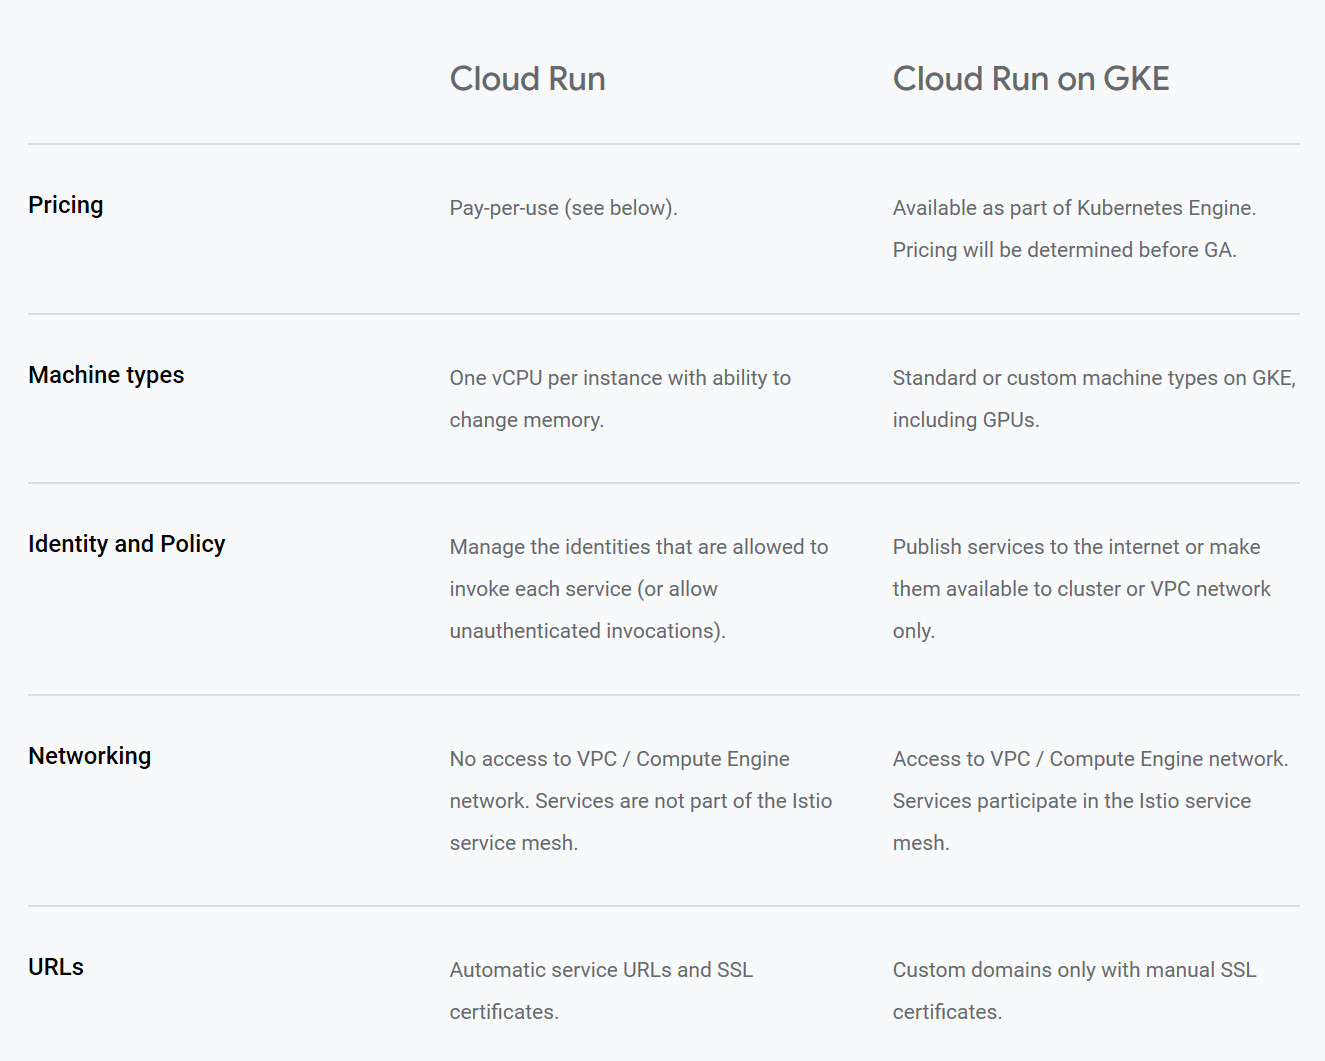 Cloud Run
Cloud Run on GKE
Pricing
Pay-per-use (see below).
Available as part of Kubernetes Engine.
Pricing will be determined before GA.
Machine types
One vCPU per instance with ability to
change memory.
Standard or custom machine types on GKE,
including GPUs.
Identity and Policy
Manage the identities that are allowed to
invoke each service (or allow
unauthenticated invocations).
Publish services to the internet or make
them available to cluster or VPC network
only.
Networking
No access to VPC / Compute Engine
network. Services are not part of the Istio
service mesh.
Access to VPC / Compute Engine network.
Services participate in the Istio service
mesh.
URLs
Automatic service URLs and SSL
certificates.
Custom domains only with manual SSL
certificates.